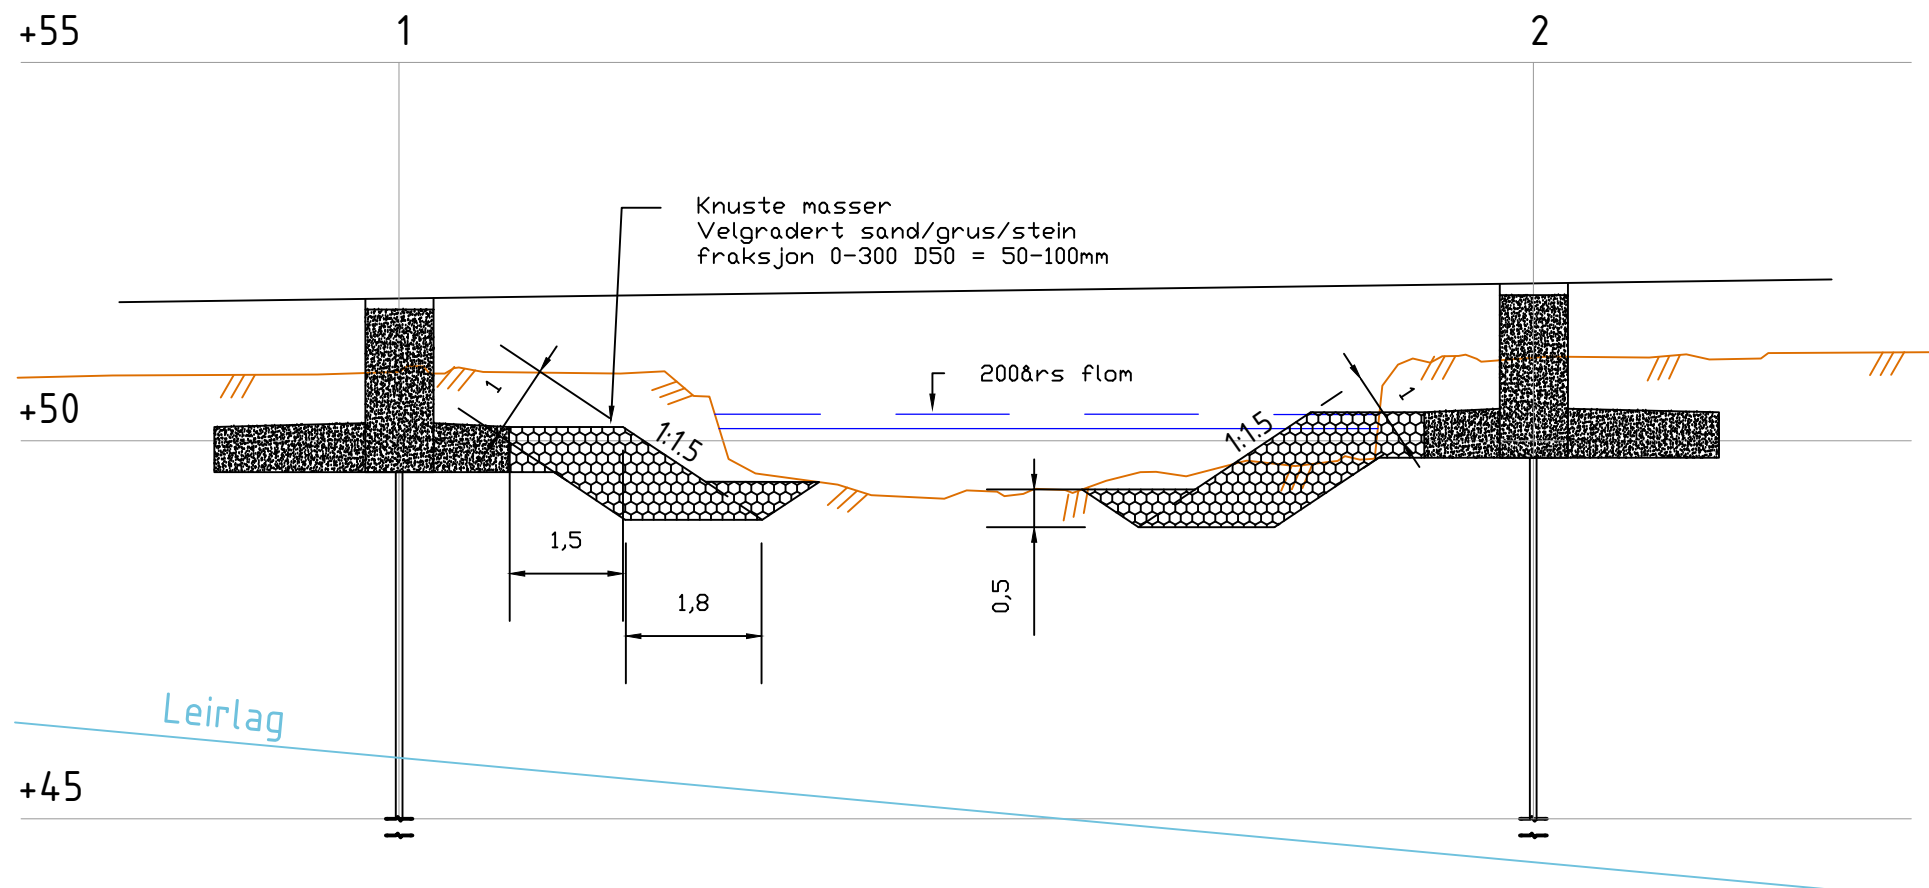 +55
1
2
Knuste masser
Velgradert sand/grus/stein
fraksjon 0-300 D50 = 50-100mm
200års flom
1
1
+50
1:1.5
1:1.5
1,5
1,8
0,5
Leirlag
+45